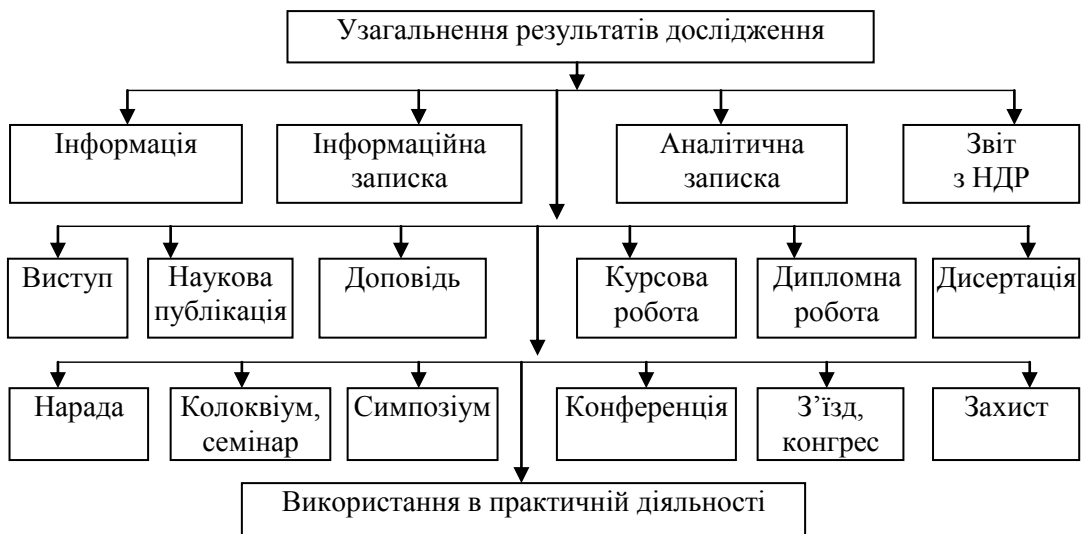 Узагальнення результатів дослідження
Інформація
Інформаційна
записка
Аналітична
записка
Звіт
з НДР
Виступ
Наукова
публікація
Доповідь
Курсова
робота
Дипломна
робота
Дисертація
Нарада
Колоквіум,
семінар
Симпозіум
Конференція
З’їзд,
конгрес
Захист
Використання в практичній діяльності